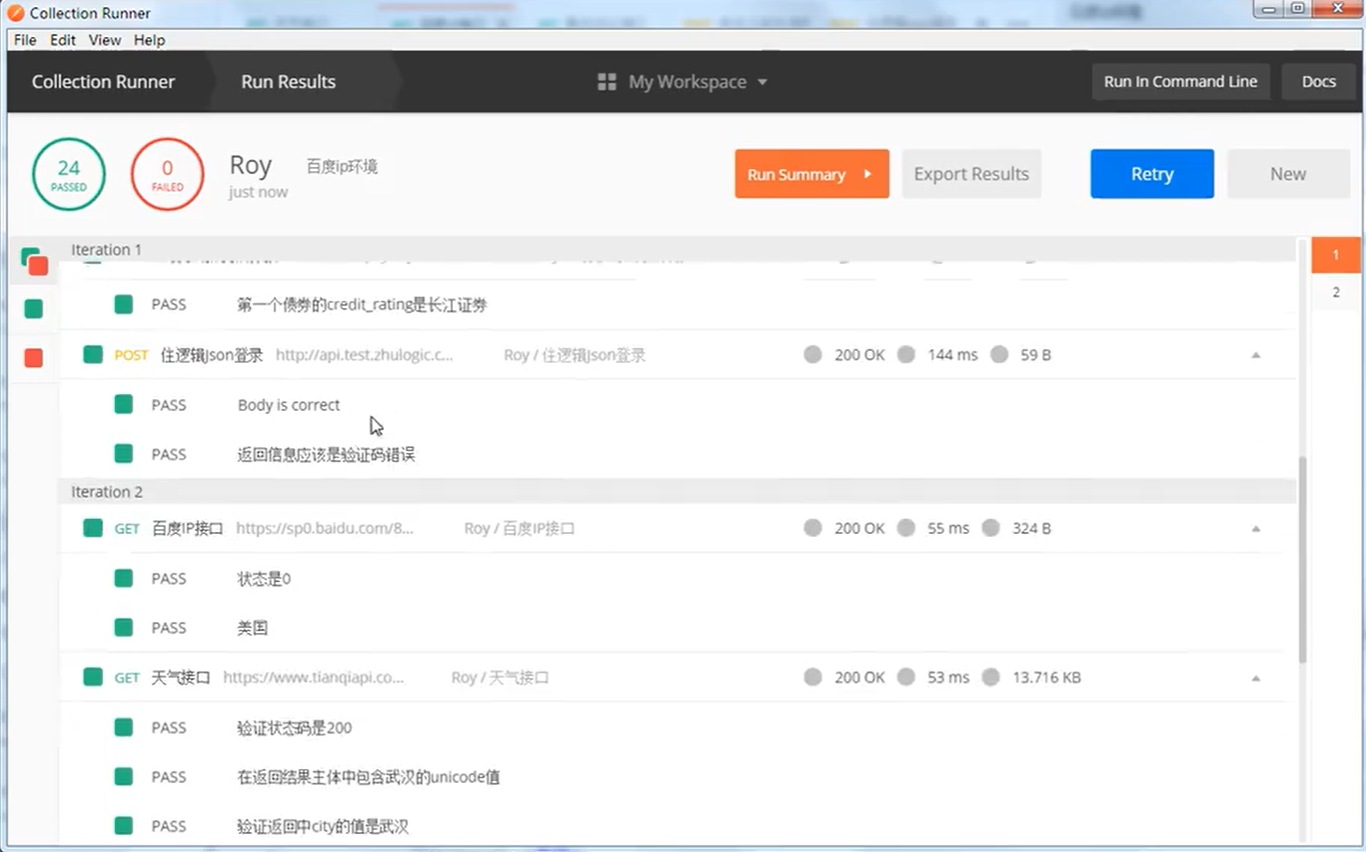 Collection Runner
File Edit View Help
Collection Runner Run Results My Workspace Run In Command Line Docs
24 PASSED 0 FAILED Roy 百度ip环境 just now Run Summary Export Results Retry New
Iteration 1 1
2
PASS 第一个债券的credit_rating是长江证券
POST 住逻辑Json登录 http://api.test.zhulogic.c... Roy / 住逻辑Json登录 200 OK 144 ms 59 B
PASS Body is correct
PASS 返回信息应该是验证码错误
Iteration 2
GET 百度IP接口 https://sp0.baidu.com/8... Roy / 百度IP接口 200 OK 55 ms 324 B
PASS 状态是0
PASS 美国
GET 天气接口 https://www.tianqiapi.co... Roy / 天气接口 200 OK 53 ms 13.716 KB
PASS 验证状态码是200
PASS 在返回结果主体中包含武汉的unicode值
PASS 验证返回中city的值是武汉